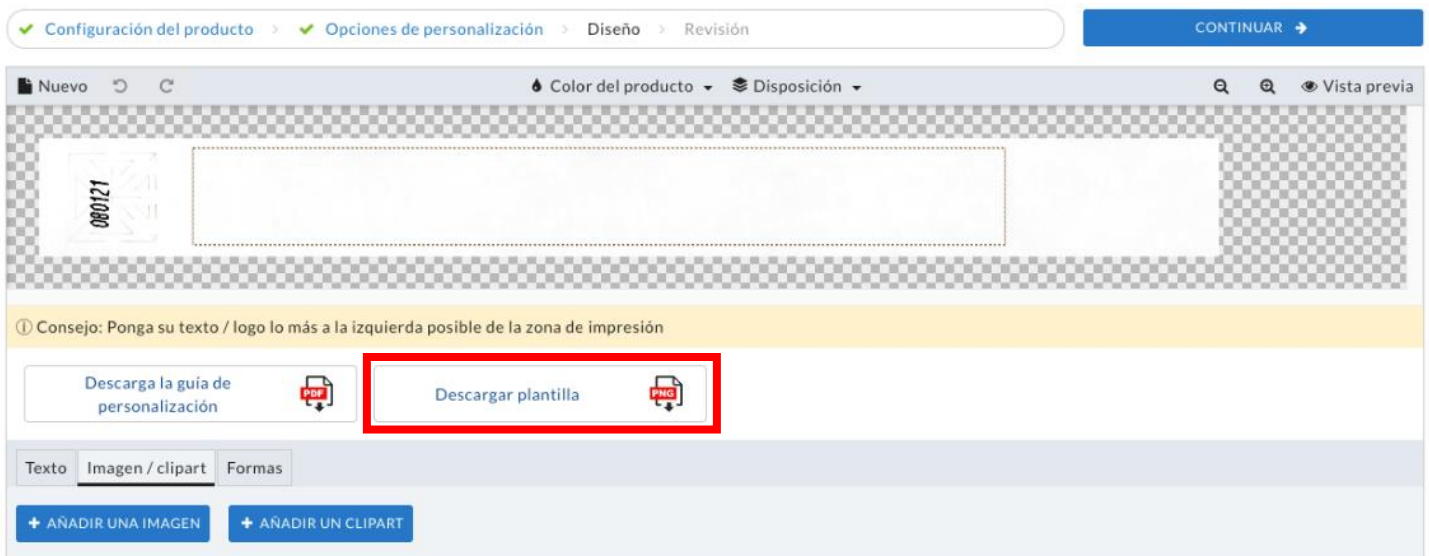 Configuración del producto > Opciones de personalización > Diseño > Revisión
CONTINUAR
Nuevo
Color del producto
Disposición
Vista previa
080121
Consejo: Ponga su texto / logo lo más a la izquierda posible de la zona de impresión
Descarga la guía de
personalización
PDF
Descargar plantilla
PNG
Texto
Imagen / clipart
Formas
+ AÑADIR UNA IMAGEN
+ AÑADIR UN CLIPART